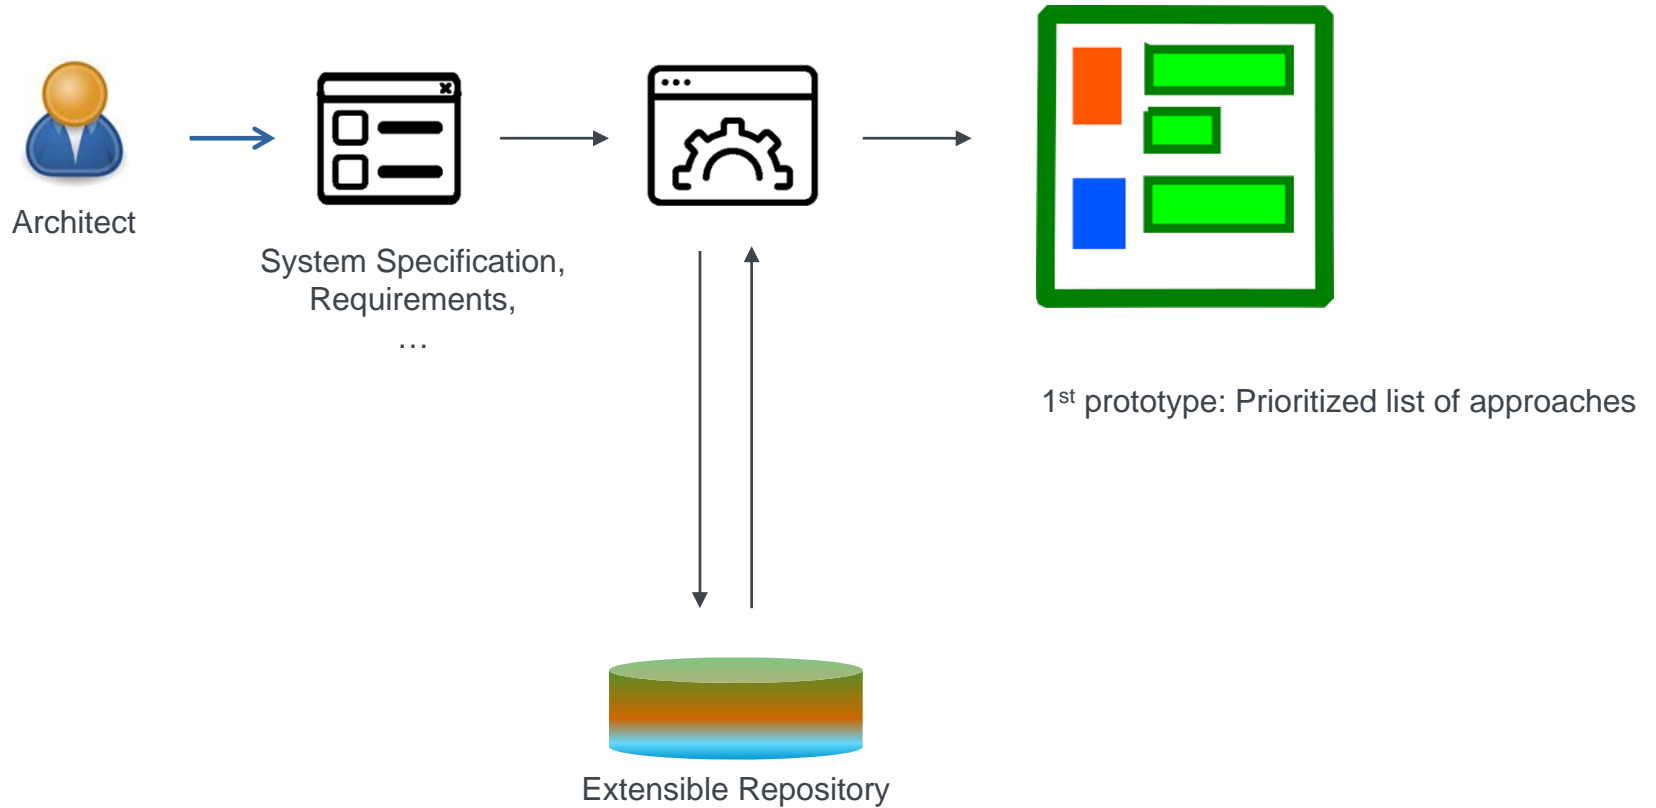 Architect
System Specification,
Requirements,
…
1st prototype: Prioritized list of approaches
Extensible Repository